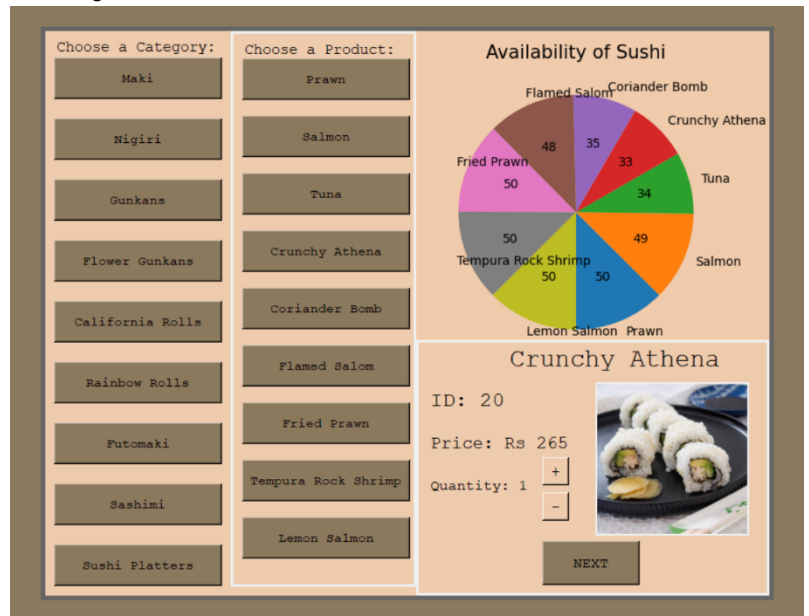 Choose a Category:
Maki
Nigiri
Gunkans
Flower Gunkans
California Rolls
Rainbow Rolls
Futomaki
Sashimi
Sushi Platters
Choose a Product:
Prawn
Salmon
Tuna
Crunchy Athena
Coriander Bomb
Flamed Salom
Fried Prawn
Tempura Rock Shrimp
Lemon Salmon
Availability of Sushi
Flamed Salom
Coriander Bomb
Crunchy Athena
48
35
33
Fried Prawn
50
Tuna
34
50
49
Tempura Rock Shrimp
Salmon
50
50
Lemon Salmon
Prawn
Crunchy Athena
ID: 20
Price: Rs 265
+
Quantity: 1
-
NEXT